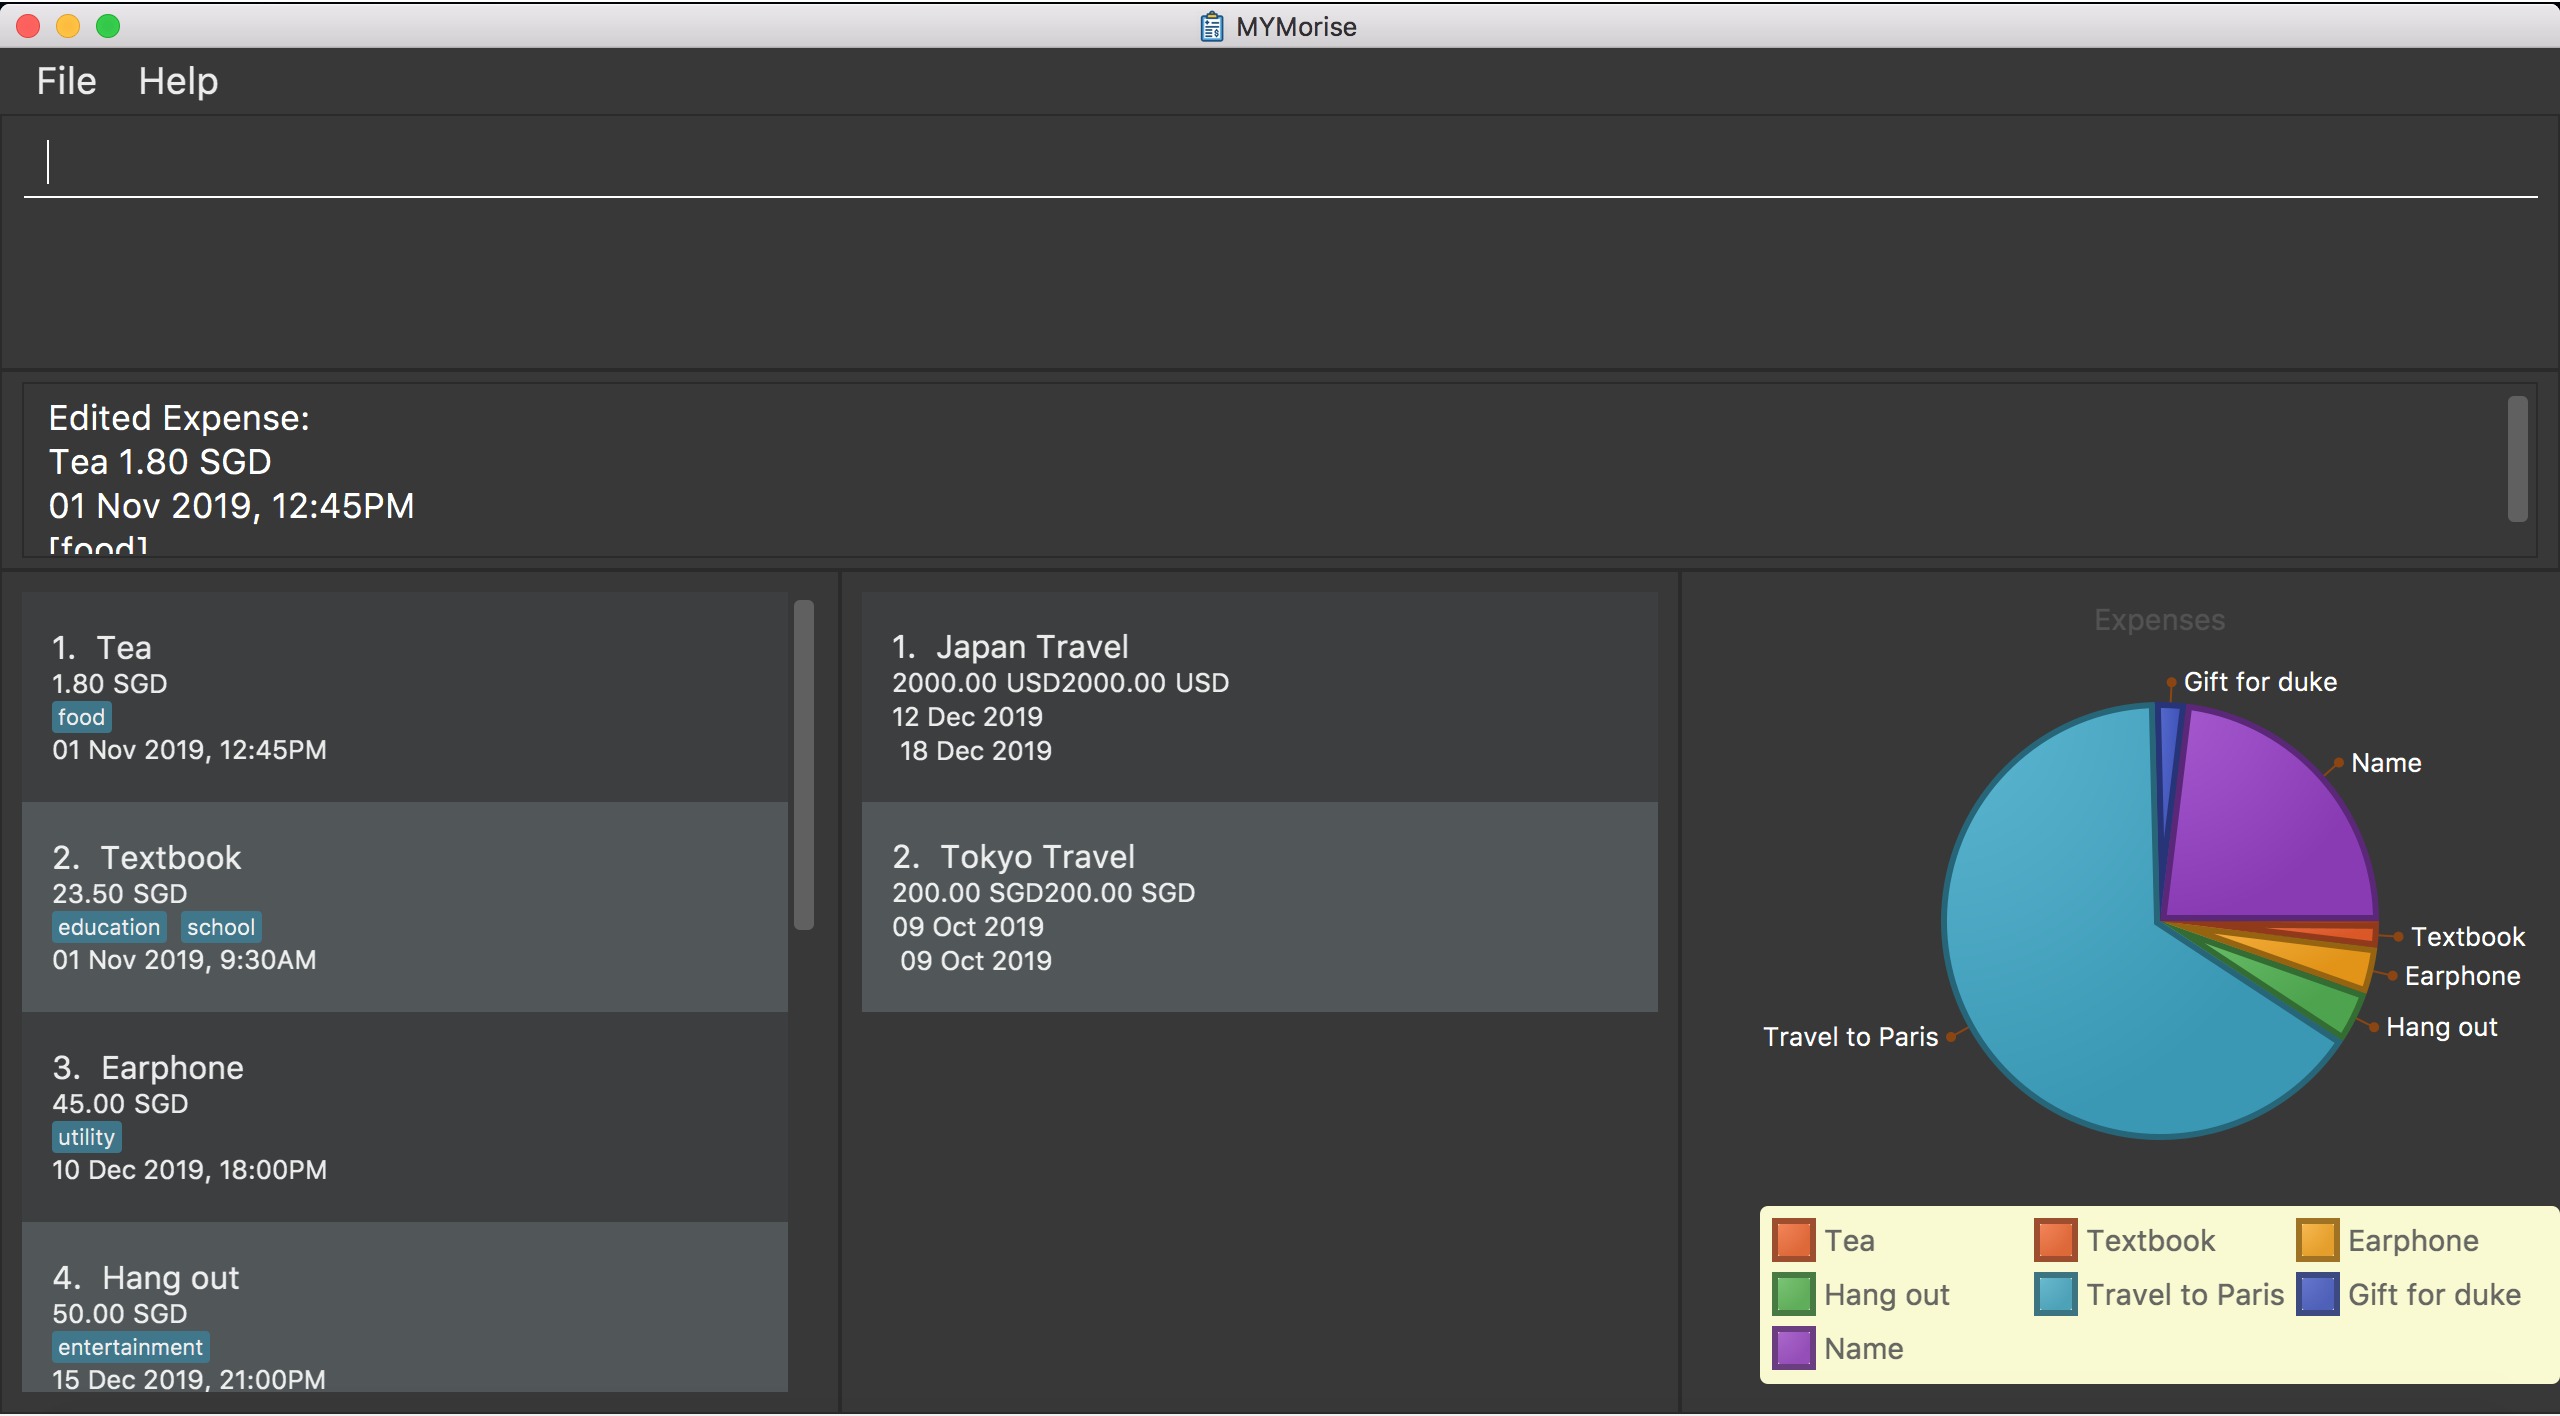 MYMorise
File Help
Edited Expense:
Tea 1.80 SGD
01 Nov 2019, 12:45PM
[food]
1. Tea
1.80 SGD
food
01 Nov 2019, 12:45PM
2. Textbook
23.50 SGD
education school
01 Nov 2019, 9:30AM
3. Earphone
45.00 SGD
utility
10 Dec 2019, 18:00PM
4. Hang out
50.00 SGD
entertainment
15 Dec 2019, 21:00PM
1. Japan Travel
2000.00 USD2000.00 USD
12 Dec 2019
18 Dec 2019
2. Tokyo Travel
200.00 SGD200.00 SGD
09 Oct 2019
09 Oct 2019
Expenses
Gift for duke
Name
Textbook
Earphone
Hang out
Travel to Paris
Tea Textbook Earphone
Hang out Travel to Paris Gift for duke
Name